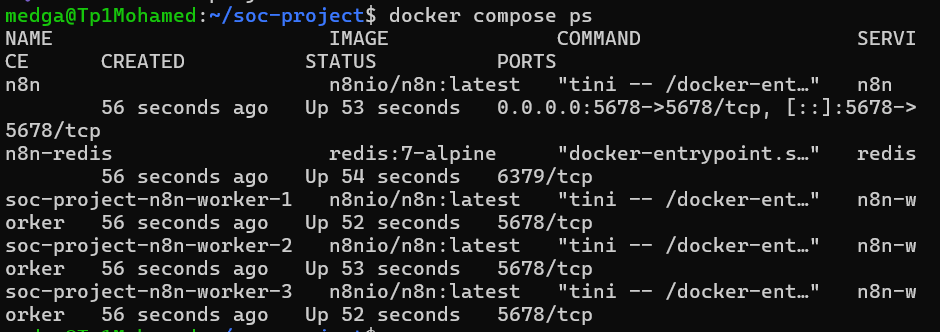 medga@Tp1Mohamed:~/soc-project$ docker compose ps
NAME                       IMAGE              COMMAND                  SERVI
CE      CREATED          STATUS          PORTS
n8n                        n8nio/n8n:latest   "tini -- /docker-ent…"   n8n
        56 seconds ago   Up 53 seconds   0.0.0.0:5678->5678/tcp, [::]:5678->
5678/tcp
n8n-redis                  redis:7-alpine     "docker-entrypoint.s…"   redis
        56 seconds ago   Up 54 seconds   6379/tcp
soc-project-n8n-worker-1   n8nio/n8n:latest   "tini -- /docker-ent…"   n8n-w
orker   56 seconds ago   Up 52 seconds   5678/tcp
soc-project-n8n-worker-2   n8nio/n8n:latest   "tini -- /docker-ent…"   n8n-w
orker   56 seconds ago   Up 53 seconds   5678/tcp
soc-project-n8n-worker-3   n8nio/n8n:latest   "tini -- /docker-ent…"   n8n-w
orker   56 seconds ago   Up 52 seconds   5678/tcp
medga@Tp1Mohamed:~/soc-project$